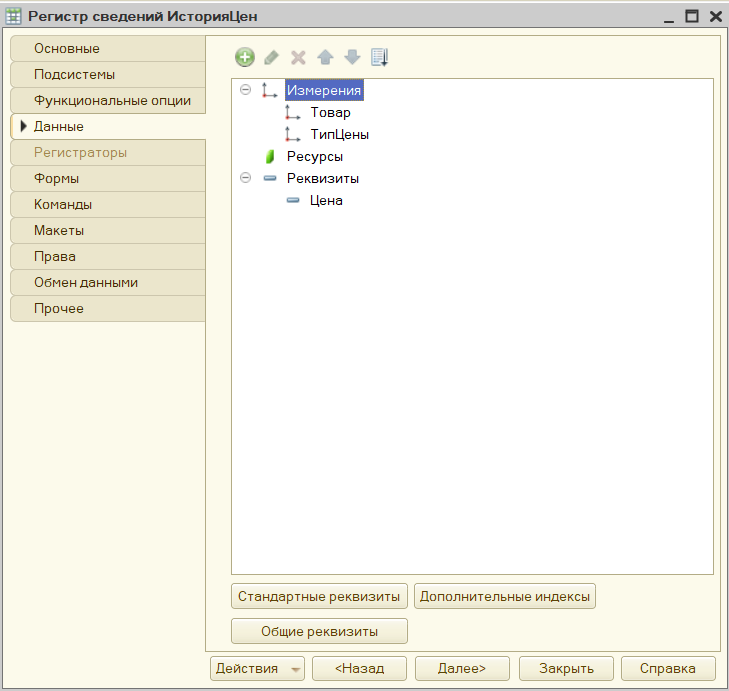 Регистр сведений ИсторияЦен
Основные
Подсистемы
Функциональные опции
Данные
Регистраторы
Формы
Команды
Макеты
Права
Обмен данными
Прочее
Измерения
Товар
ТипЦены
Ресурсы
Реквизиты
Цена
Стандартные реквизиты
Дополнительные индексы
Общие реквизиты
Действия
<Назад
Далее>
Закрыть
Справка